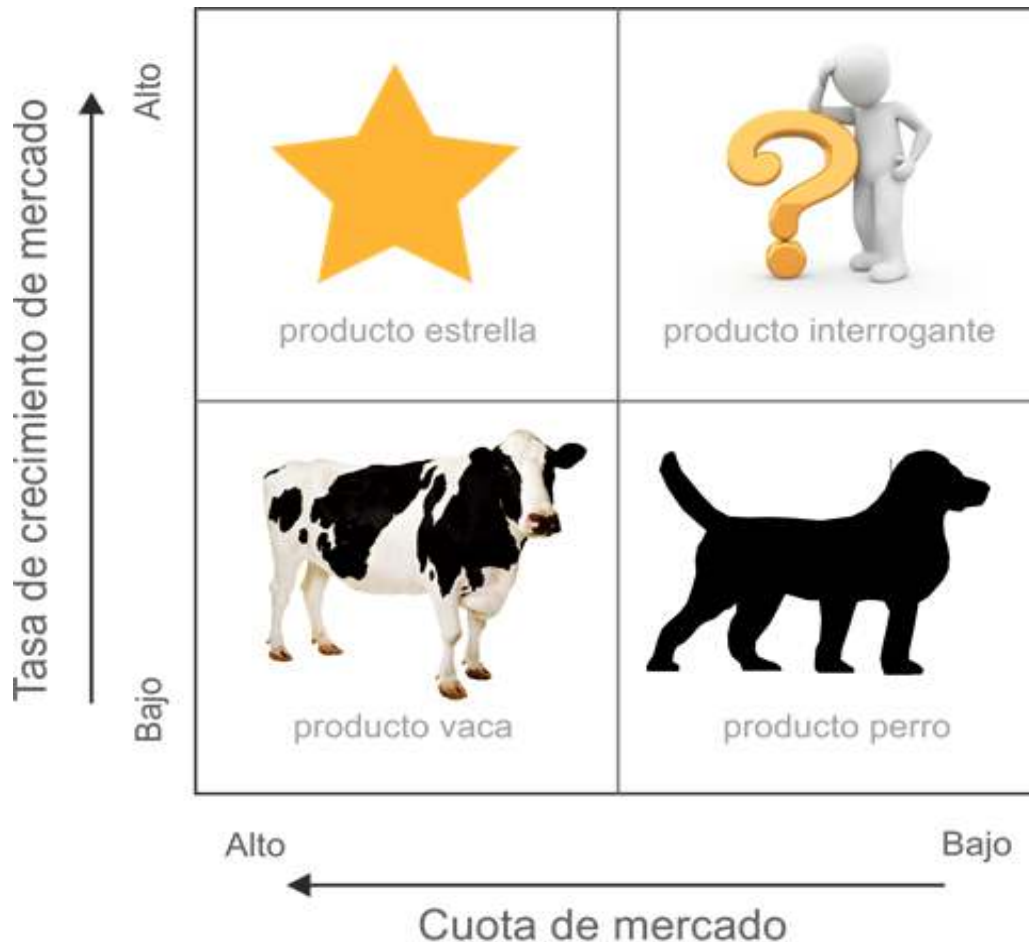 Tasa de crecimiento de mercado
Alto
Bajo
producto estrella
producto interrogante
producto vaca
producto perro
Alto
Bajo
Cuota de mercado